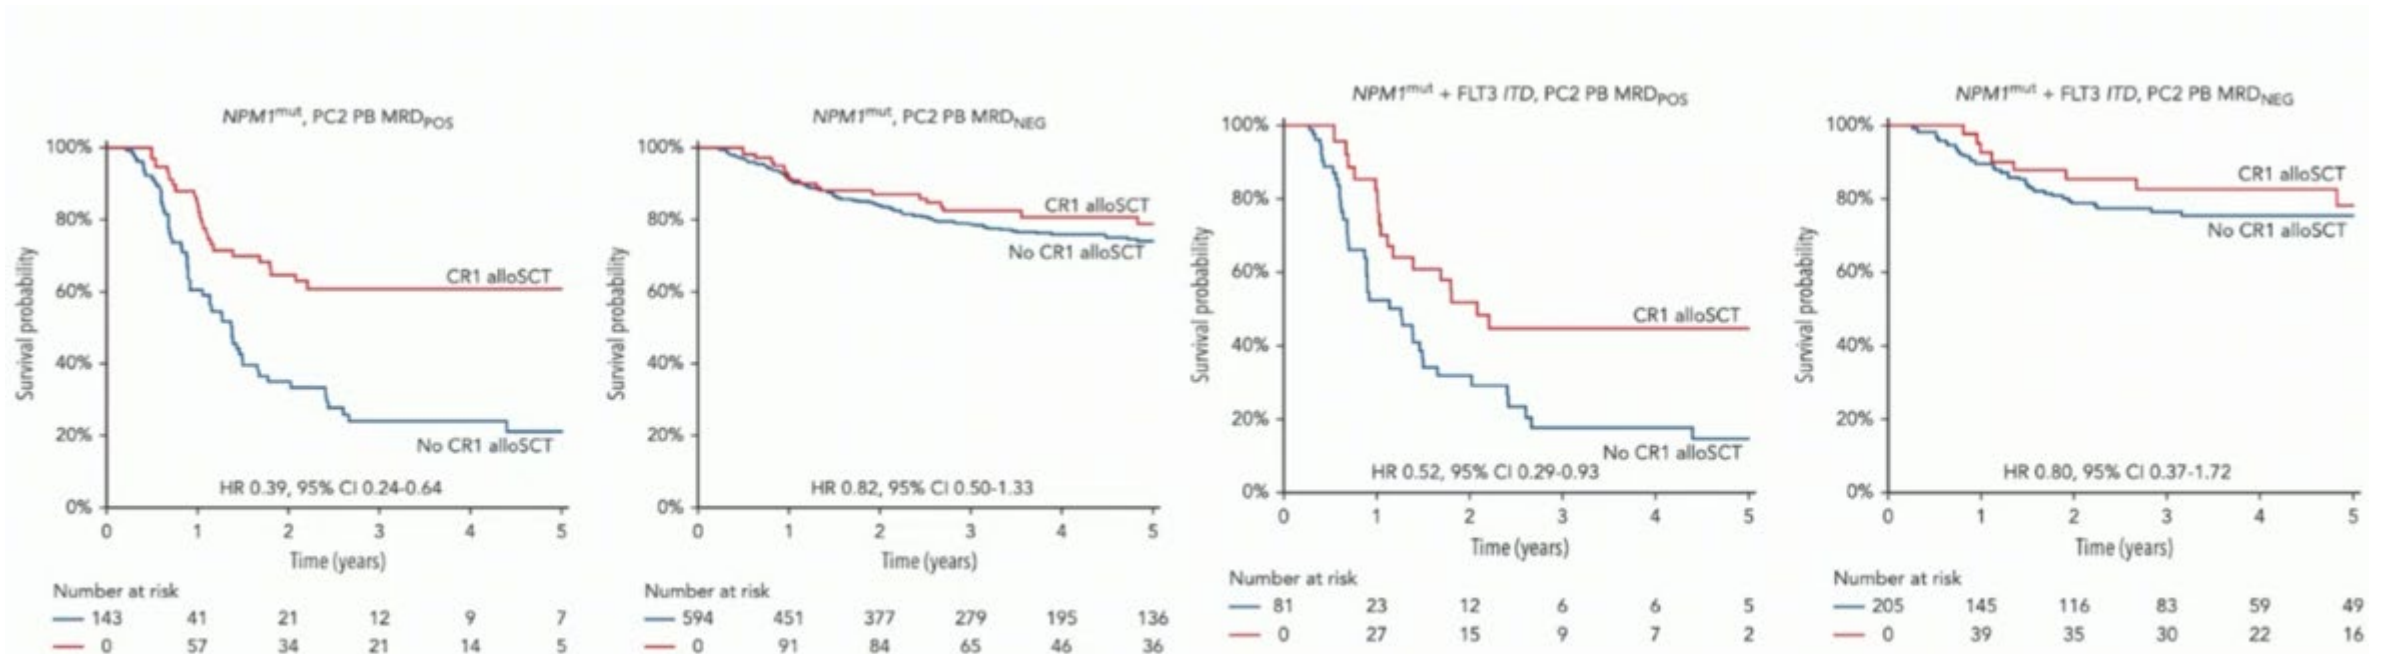 NPM1mut, PC2 PB MRDPOS
100%
80%
60%
40%
20%
0%
Survival probability
CR1 alloSCT
No CR1 alloSCT
HR 0.39, 95% CI 0.24-0.64
0 1 2 3 4 5
Time (years)
Number at risk
143 41 21 12 9 7
0 57 34 21 14 5
NPM1mut, PC2 PB MRDNEG
100%
80%
60%
40%
20%
0%
Survival probability
CR1 alloSCT
No CR1 alloSCT
HR 0.82, 95% CI 0.50-1.33
0 1 2 3 4 5
Time (years)
Number at risk
594 451 377 279 195 136
0 91 84 65 46 36
NPM1mut + FLT3 ITD, PC2 PB MRDPOS
100%
80%
60%
40%
20%
0%
Survival probability
CR1 alloSCT
No CR1 alloSCT
HR 0.52, 95% CI 0.29-0.93
0 1 2 3 4 5
Time (years)
Number at risk
81 23 12 6 6 5
0 27 15 9 7 2
NPM1mut + FLT3 ITD, PC2 PB MRDNEG
100%
80%
60%
40%
20%
0%
Survival probability
CR1 alloSCT
No CR1 alloSCT
HR 0.80, 95% CI 0.37-1.72
0 1 2 3 4 5
Time (years)
Number at risk
205 145 116 83 59 49
0 39 35 30 22 16